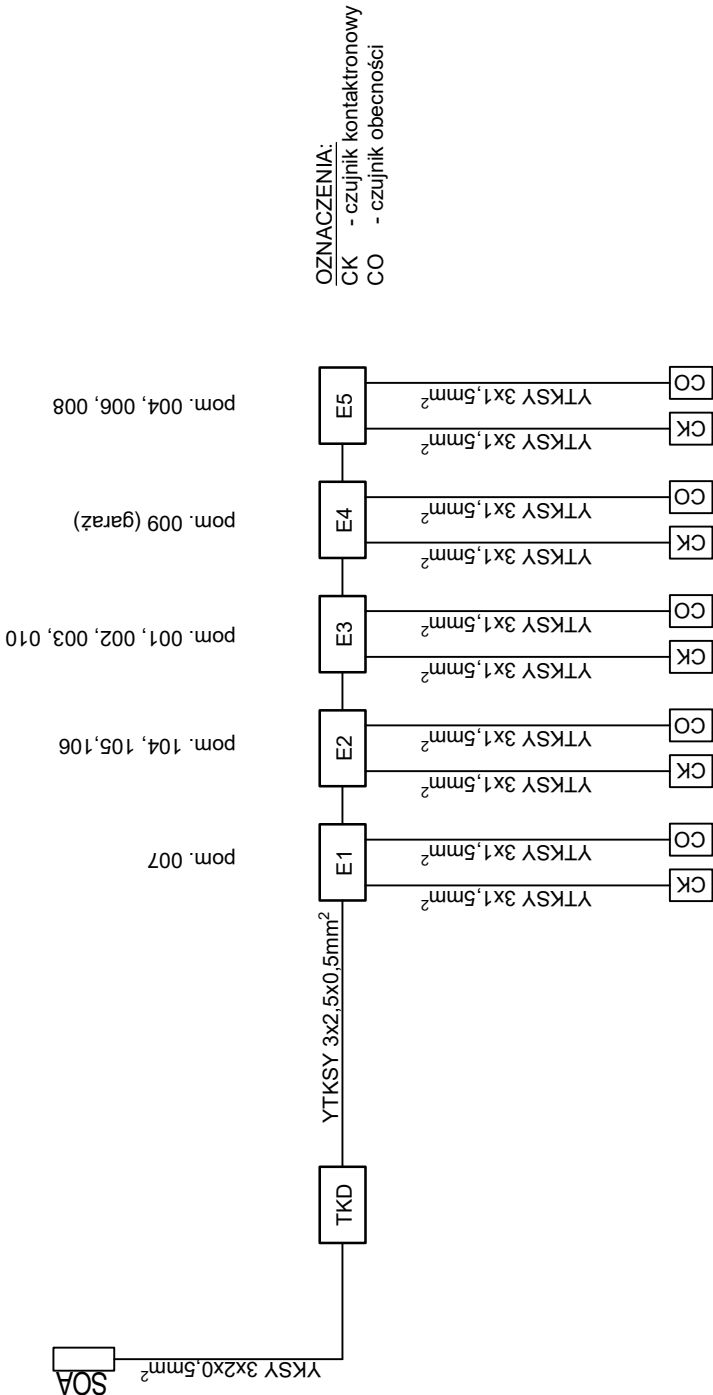 OZNACZENIA:
CK - czujnik kontaktronowy
CO - czujnik obecności
pom. 004, 006, 008
pom. 009 (garaż)
pom. 001, 002, 003, 010
pom. 104, 105,106
pom. 007
E5
YTKSY 3x1,5mm²
CO
YTKSY 3x1,5mm²
CK
E4
YTKSY 3x1,5mm²
CO
YTKSY 3x1,5mm²
CK
E3
YTKSY 3x1,5mm²
CO
YTKSY 3x1,5mm²
CK
E2
YTKSY 3x1,5mm²
CO
YTKSY 3x1,5mm²
CK
E1
YTKSY 3x1,5mm²
CO
YTKSY 3x1,5mm²
CK
YTKSY 3x2,5x0,5mm²
TKD
YKSY 3x2x0,5mm²
SOA